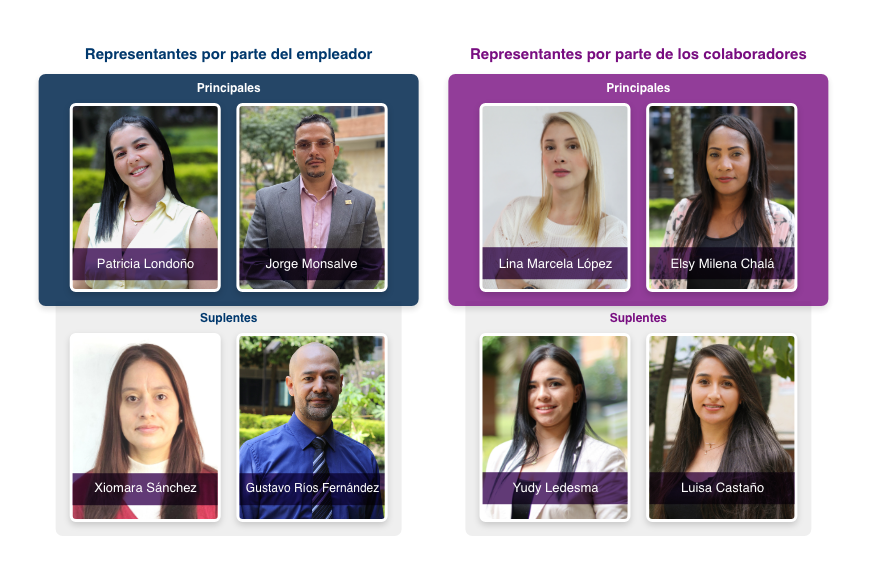 Representantes por parte del empleador
Principales
Patricia Londoño
Jorge Monsalve
Suplentes
Xiomara Sánchez
Gustavo Ríos Fernández
Representantes por parte de los colaboradores
Principales
Lina Marcela López
Elsy Milena Chalá
Suplentes
Yudy Ledesma
Luisa Castaño